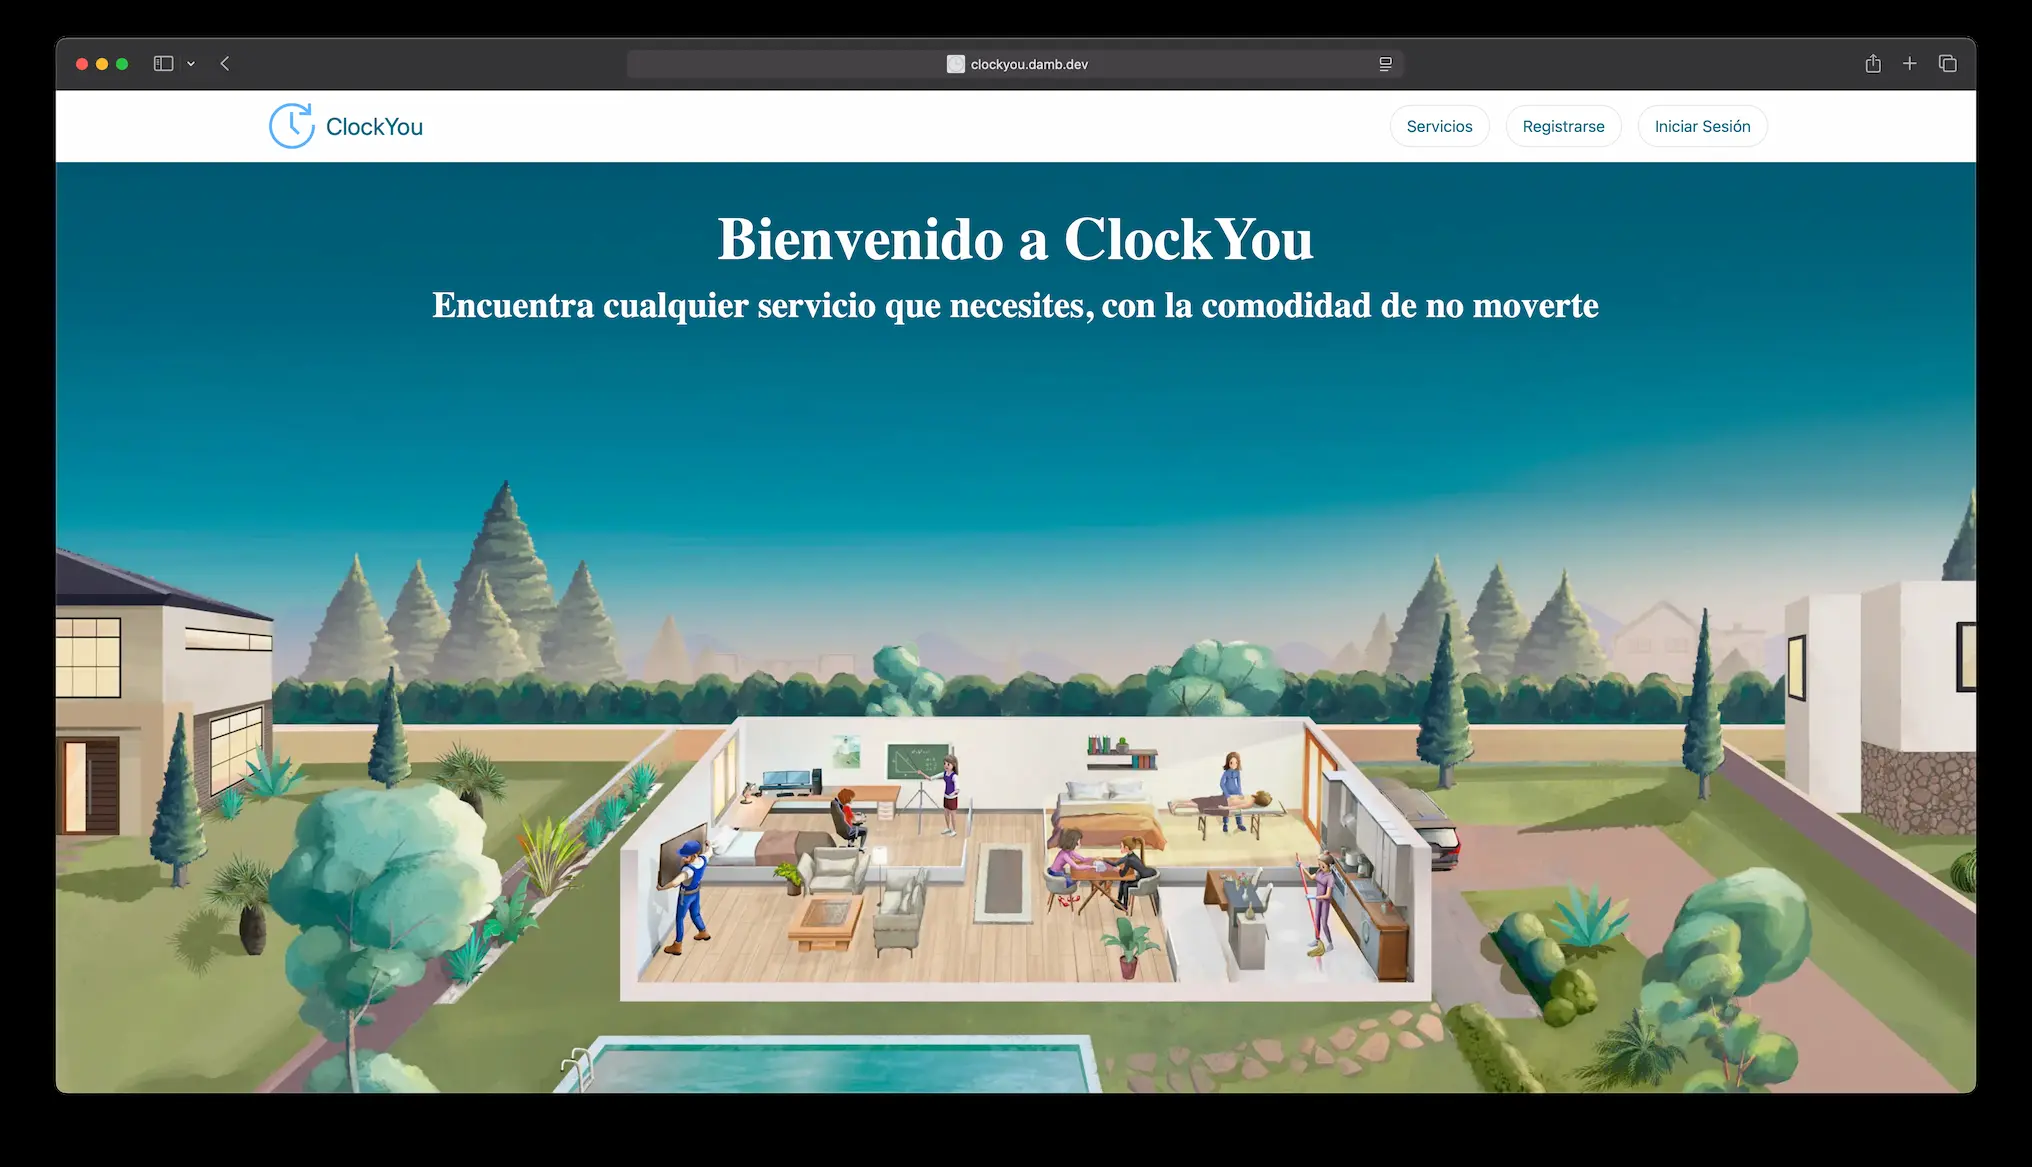 clockyou.damb.dev
ClockYou
Servicios
Registrarse
Iniciar Sesión
Bienvenido a ClockYou
Encuentra cualquier servicio que necesites, con la comodidad de no moverte